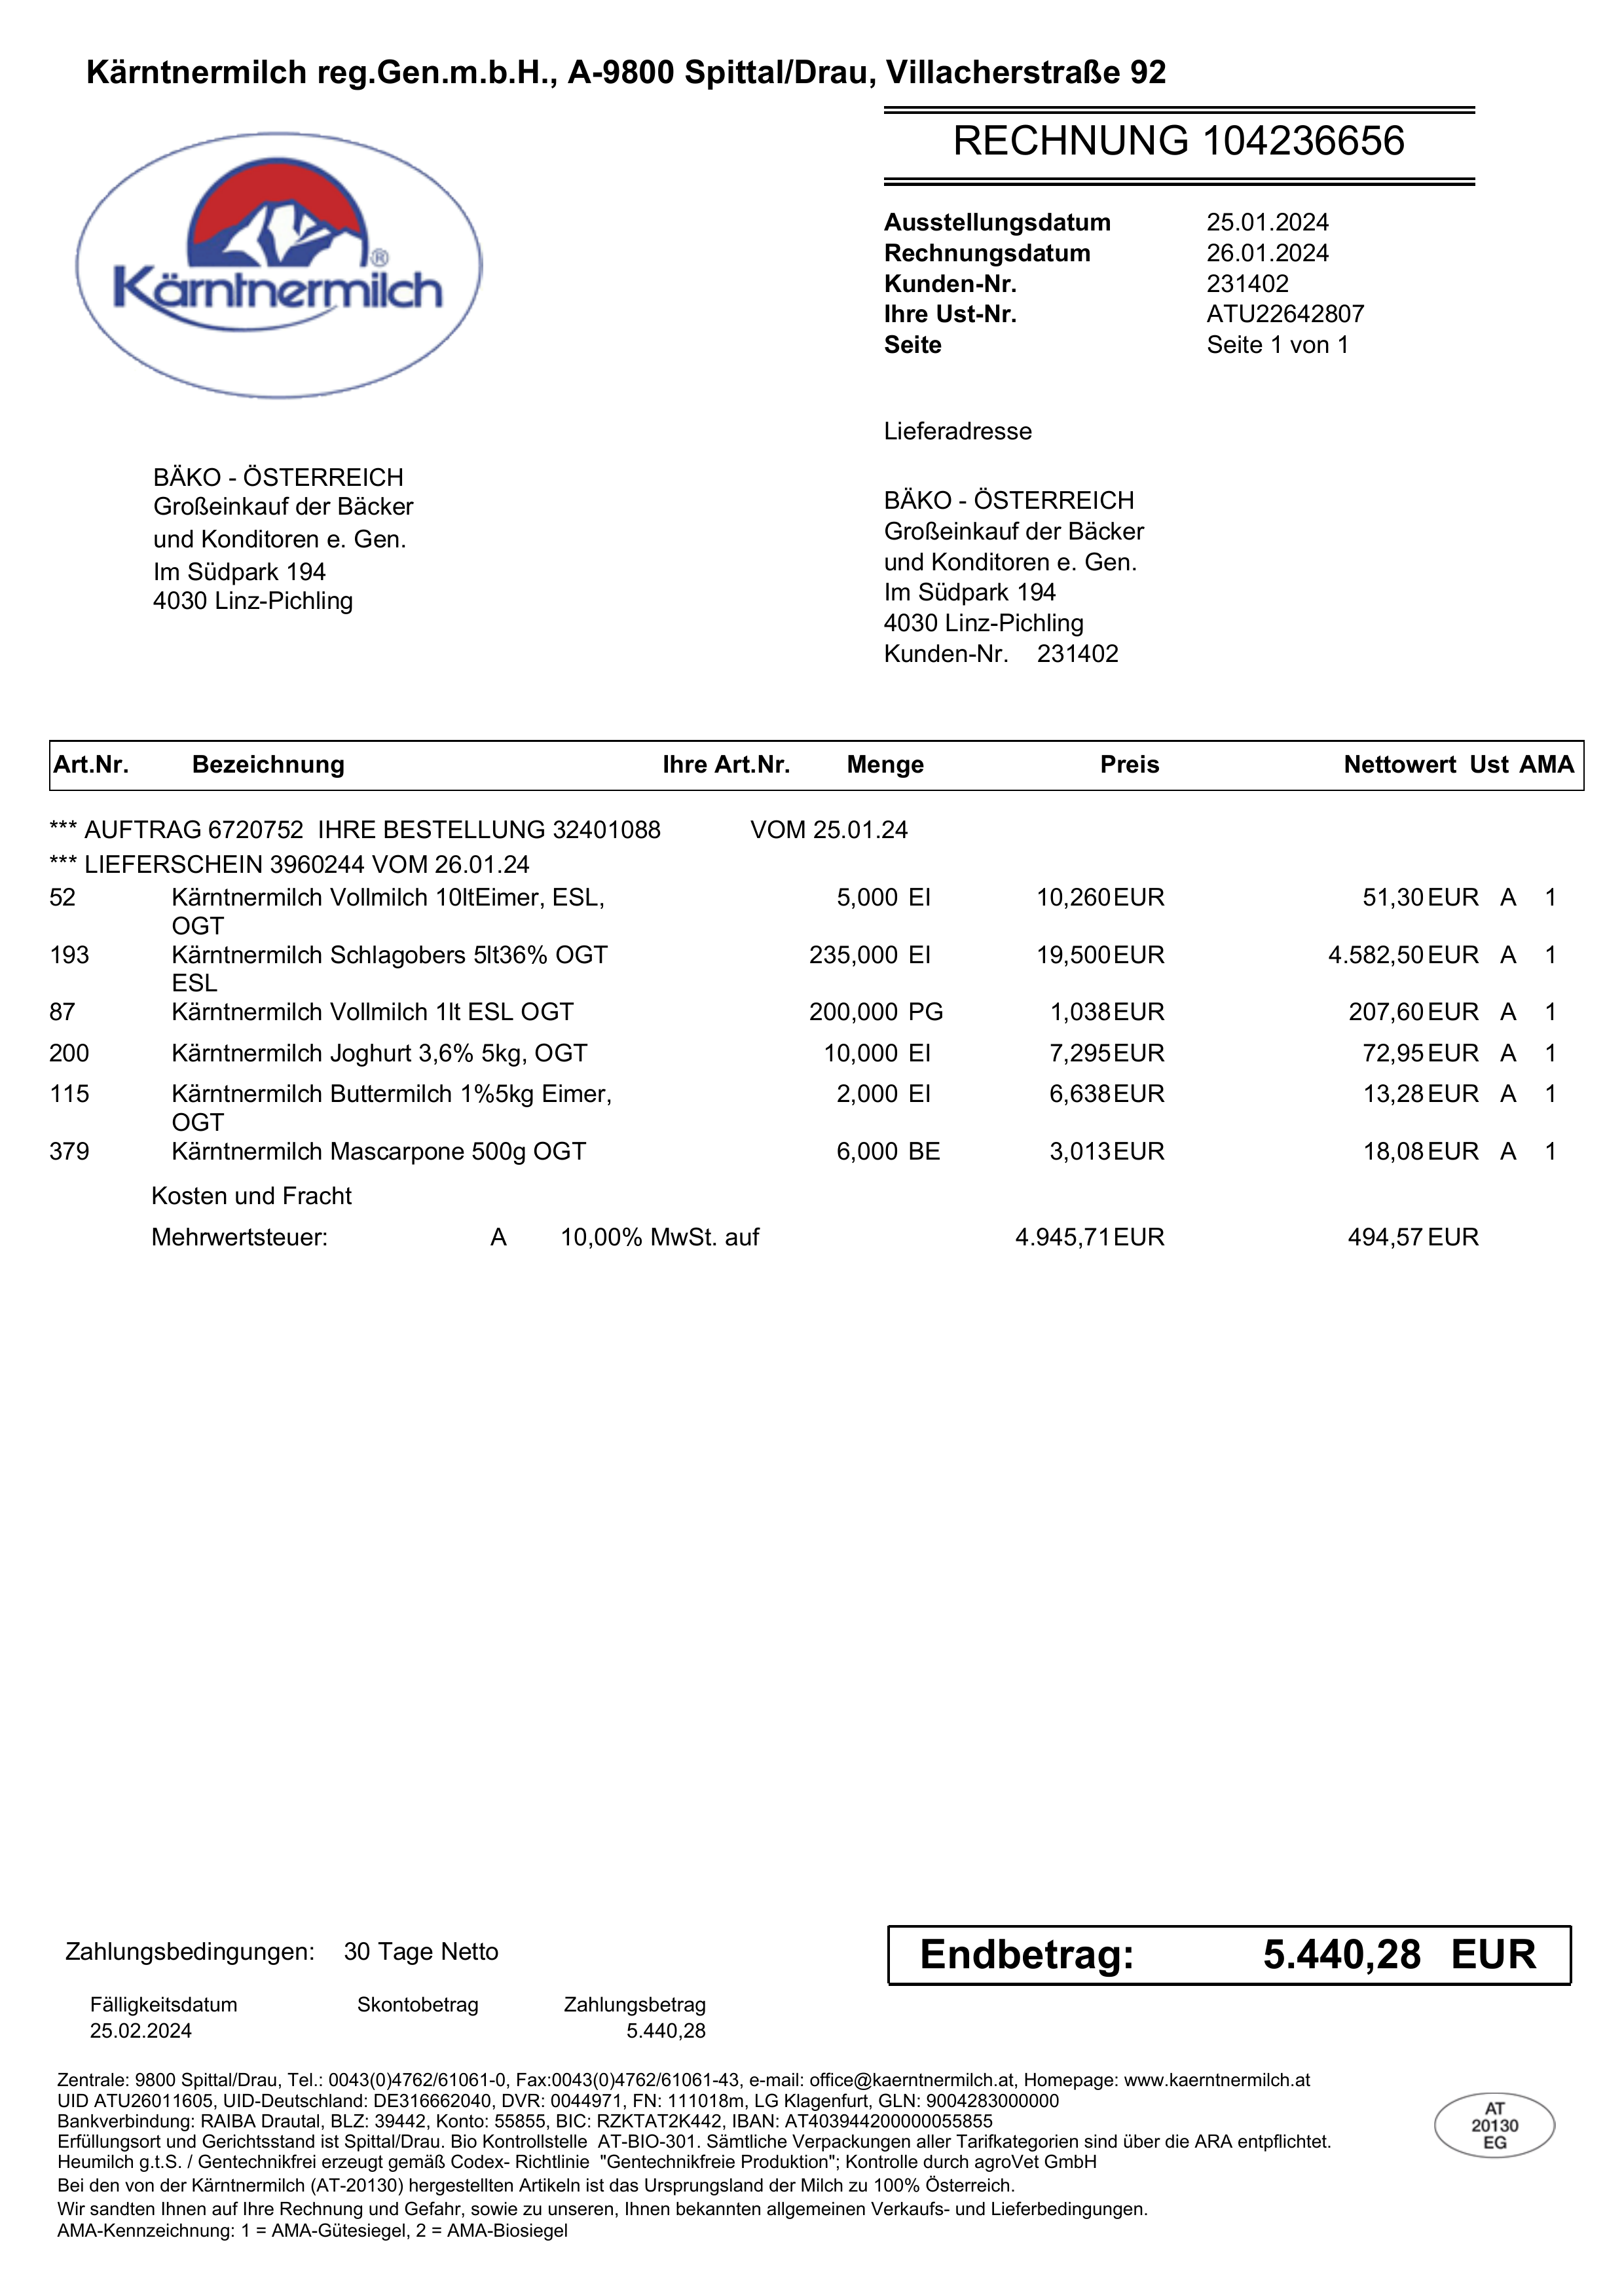 Kärntnermilch reg.Gen.m.b.H., A-9800 Spittal/Drau, Villacherstraße 92
RECHNUNG 104236656
Kärntnermilch ®
Ausstellungsdatum 25.01.2024
Rechnungsdatum 26.01.2024
Kunden-Nr. 231402
Ihre Ust-Nr. ATU22642807
Seite Seite 1 von 1
BÄKO - ÖSTERREICH
Großeinkauf der Bäcker
und Konditoren e. Gen.
Im Südpark 194
4030 Linz-Pichling
Lieferadresse
BÄKO - ÖSTERREICH
Großeinkauf der Bäcker
und Konditoren e. Gen.
Im Südpark 194
4030 Linz-Pichling
Kunden-Nr. 231402
Art.Nr. Bezeichnung Ihre Art.Nr. Menge Preis Nettowert Ust AMA
*** AUFTRAG 6720752 IHRE BESTELLUNG 32401088 VOM 25.01.24
*** LIEFERSCHEIN 3960244 VOM 26.01.24
52 Kärntnermilch Vollmilch 10ltEimer, ESL, 5,000 EI 10,260 EUR 51,30 EUR A 1
OGT
193 Kärntnermilch Schlagobers 5lt36% OGT 235,000 EI 19,500 EUR 4.582,50 EUR A 1
ESL
87 Kärntnermilch Vollmilch 1lt ESL OGT 200,000 PG 1,038 EUR 207,60 EUR A 1
200 Kärntnermilch Joghurt 3,6% 5kg, OGT 10,000 EI 7,295 EUR 72,95 EUR A 1
115 Kärntnermilch Buttermilch 1%5kg Eimer, 2,000 EI 6,638 EUR 13,28 EUR A 1
OGT
379 Kärntnermilch Mascarpone 500g OGT 6,000 BE 3,013 EUR 18,08 EUR A 1
Kosten und Fracht
Mehrwertsteuer: A 10,00% MwSt. auf 4.945,71 EUR 494,57 EUR
Zahlungsbedingungen: 30 Tage Netto
Endbetrag: 5.440,28 EUR
Fälligkeitsdatum Skontobetrag Zahlungsbetrag
25.02.2024 5.440,28
Zentrale: 9800 Spittal/Drau, Tel.: 0043(0)4762/61061-0, Fax:0043(0)4762/61061-43, e-mail: office@kaerntnermilch.at, Homepage: www.kaerntnermilch.at
UID ATU26011605, UID-Deutschland: DE316662040, DVR: 0044971, FN: 111018m, LG Klagenfurt, GLN: 9004283000000
Bankverbindung: RAIBA Drautal, BLZ: 39442, Konto: 55855, BIC: RZKTAT2K442, IBAN: AT403944200000055855
Erfüllungsort und Gerichtsstand ist Spittal/Drau. Bio Kontrollstelle AT-BIO-301. Sämtliche Verpackungen aller Tarifkategorien sind über die ARA entpflichtet.
Heumilch g.t.S. / Gentechnikfrei erzeugt gemäß Codex- Richtlinie "Gentechnikfreie Produktion"; Kontrolle durch agroVet GmbH
Bei den von der Kärntnermilch (AT-20130) hergestellten Artikeln ist das Ursprungsland der Milch zu 100% Österreich.
Wir sandten Ihnen auf Ihre Rechnung und Gefahr, sowie zu unseren, Ihnen bekannten allgemeinen Verkaufs- und Lieferbedingungen.
AMA-Kennzeichnung: 1 = AMA-Gütesiegel, 2 = AMA-Biosiegel
AT
20130
EG